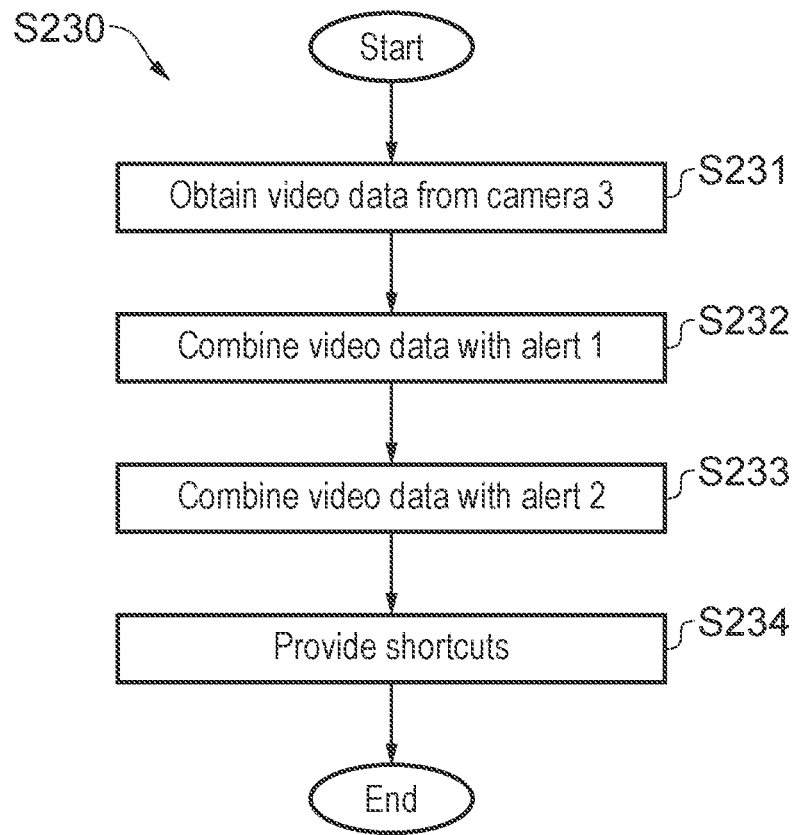 S230
Start
Obtain video data from camera 3
S231
Combine video data with alert 1
S232
Combine video data with alert 2
S233
Provide shortcuts
S234
End